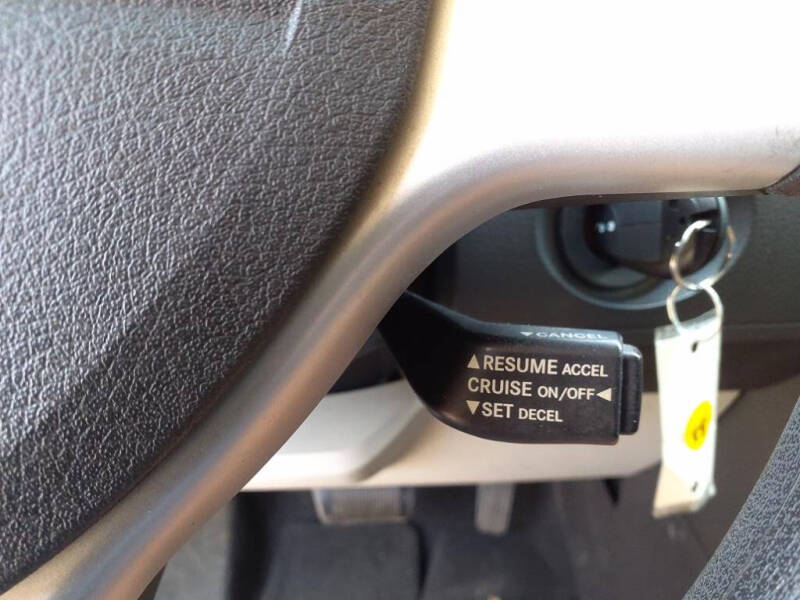 ▼CANCEL
▲RESUME ACCEL
CRUISE ON/OFF◄
▼SET DECEL